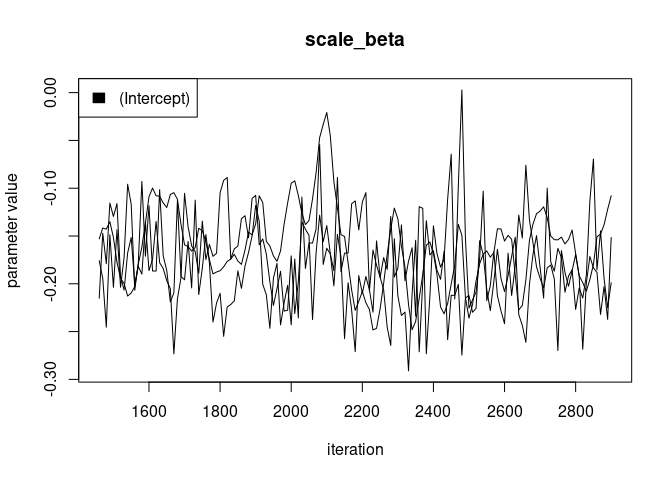 scale_beta
(Intercept)
0.00
-0.10
-0.20
-0.30
parameter value
1600 1800 2000 2200 2400 2600 2800
iteration